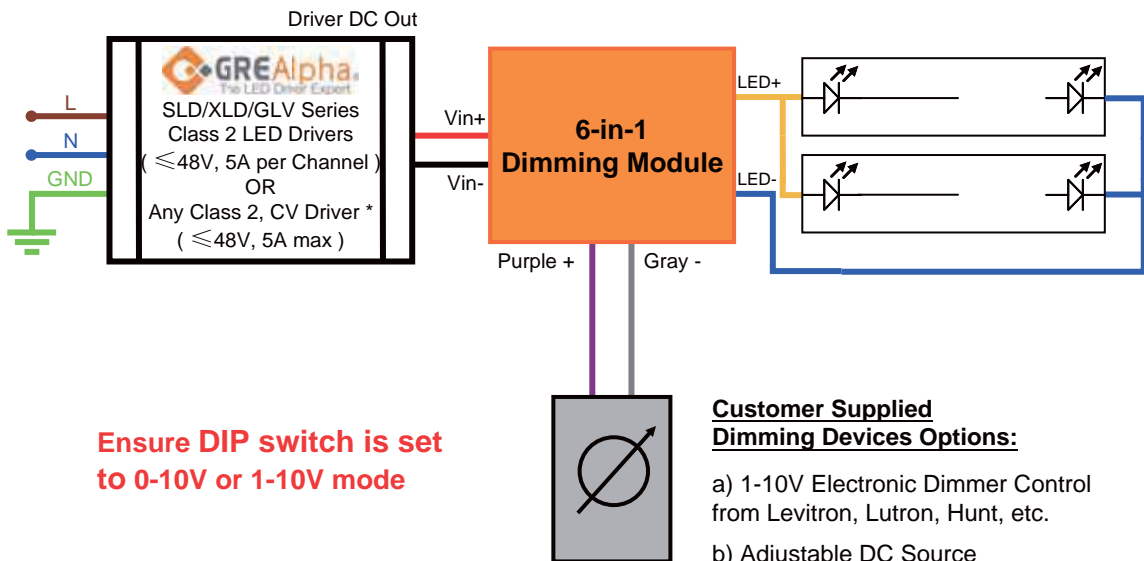 Driver DC Out
GREAlpha
The LED Driver Expert
SLD/XLD/GLV Series
Class 2 LED Drivers
( ≤48V, 5A per Channel )
OR
Any Class 2, CV Driver *
( ≤48V, 5A max )
L
N
GND
Vin+
Vin-
6-in-1
Dimming Module
LED+
LED-
Purple +
Gray -
Ensure DIP switch is set
to 0-10V or 1-10V mode
Customer Supplied
Dimming Devices Options:
a) 1-10V Electronic Dimmer Control
from Levitron, Lutron, Hunt, etc.
b) Adjustable DC Source